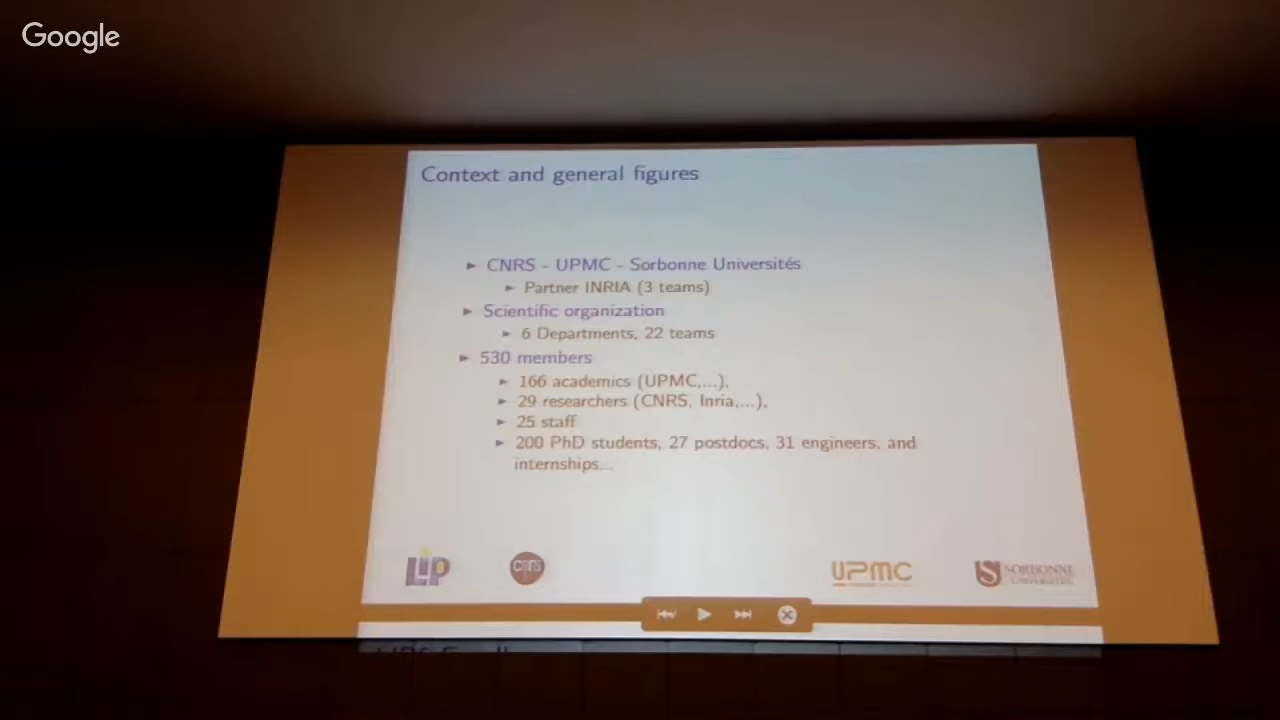 Google
Context and general figures
CNRS - UPMC - Sorbonne Universités
Partner INRIA (3 teams)
Scientific organization
6 Departments, 22 teams
530 members
166 academics (UPMC,...),
29 researchers (CNRS, Inria,...),
25 staff
200 PhD students, 27 postdocs, 31 engineers, and
internships...
LIP6
CNRS
UPMC
SORBONNE
UNIVERSITÉS